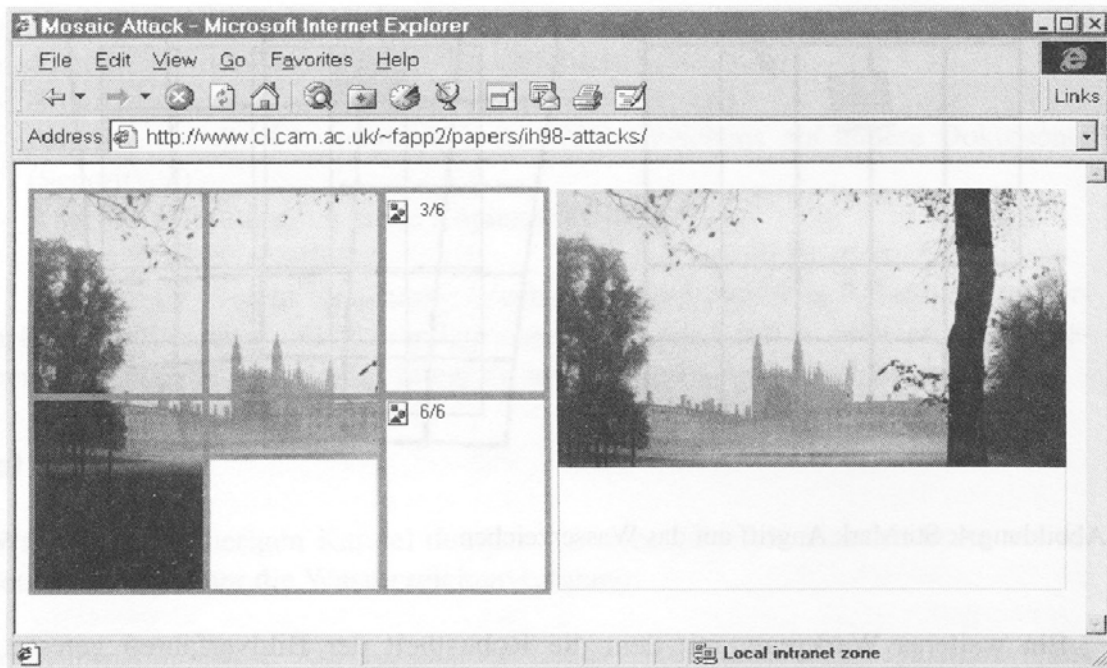 Mosaic Attack - Microsoft Internet Explorer
File Edit View Go Favorites Help
Links
Address http://www.cl.cam.ac.uk/~fapp2/papers/ih98-attacks/
3/6
6/6
Local intranet zone